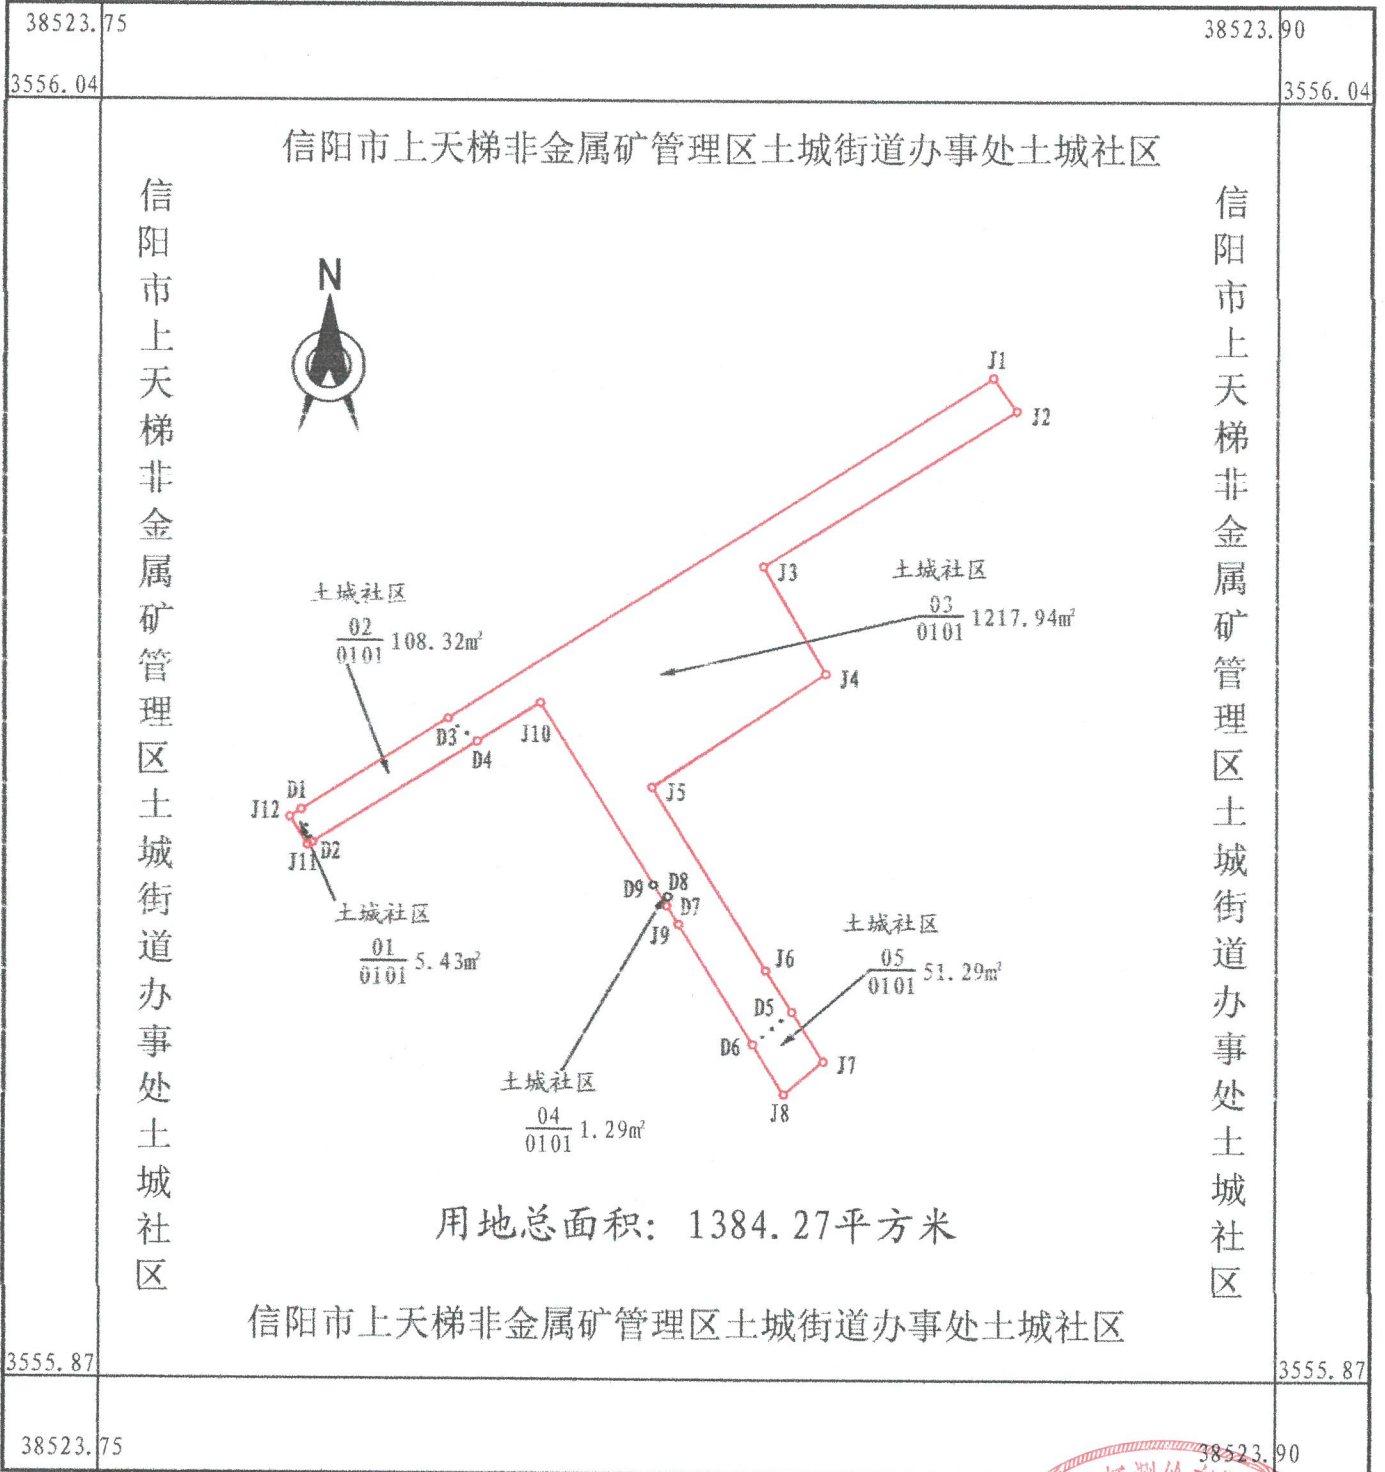 38523.75
38523.90
3556.04
3556.04
信阳市上天梯非金属矿管理区土城街道办事处土城社区
信阳市上天梯非金属矿管理区土城街道办事处土城社区
信阳市上天梯非金属矿管理区土城街道办事处土城社区
N
J1
J2
J3
土城社区
03
0101
1217.94㎡
土城社区
02
0101
108.32㎡
J4
D3
J10
D4
D1
J12
J5
J11
D2
D9
D8
D7
J9
土城社区
01
0101
5.43㎡
土城社区
05
0101
51.29㎡
J6
D5
D6
J7
J8
土城社区
04
0101
1.29㎡
用地总面积: 1384.27平方米
信阳市上天梯非金属矿管理区土城街道办事处土城社区
3555.87
3555.87
38523.75
38523.90